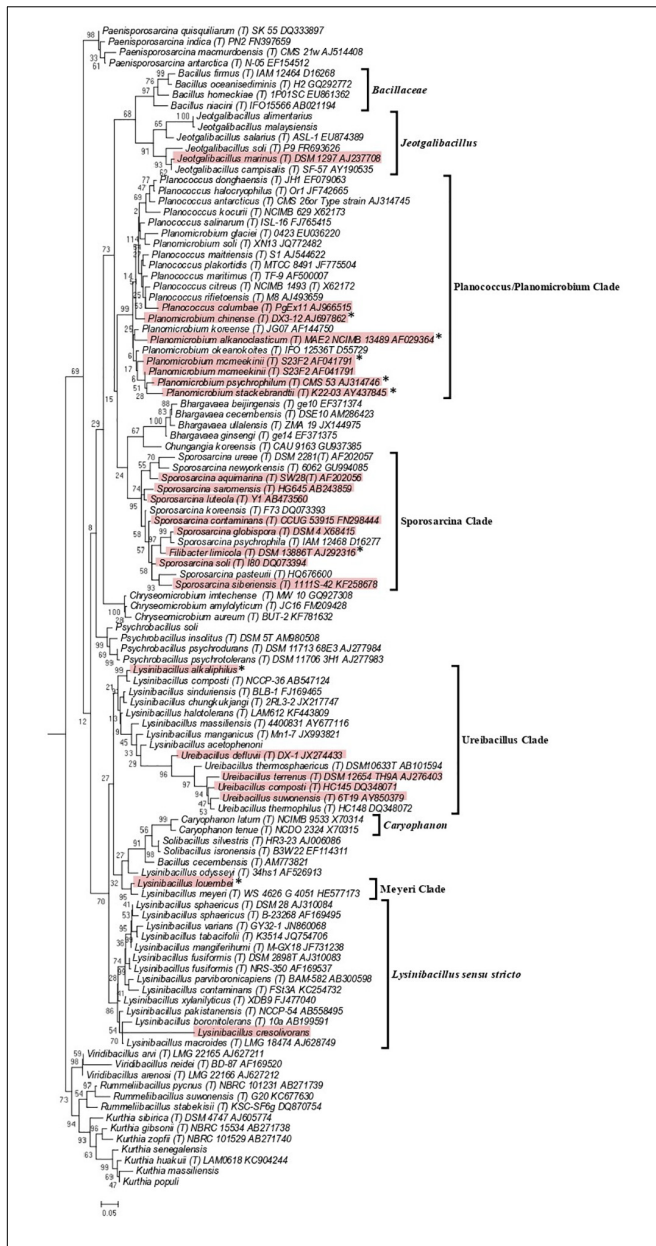 Paenisporosarcina quisquiliarum (T) SK 55 DQ333897
Paenisporosarcina indica (T) PN2 FN397659
Paenisporosarcina macmurdoensis (T) CMS 21w AJ514408
Paenisporosarcina antarctica (T) N-05 EF154512
Bacillus firmus (T) IAM 12464 D16268
Bacillus oceanisediminis (T) H2 GQ292772
Bacillus horneckiae (T) 1P01SC EU861362
Bacillus niacini (T) IFO15566 AB021194
Bacillaceae
Jeotgalibacillus alimentarius
Jeotgalibacillus malaysiensis
Jeotgalibacillus salarius (T) ASL-1 EU874389
Jeotgalibacillus soli (T) P9 FR693626
Jeotgalibacillus marinus (T) DSM 1297 AJ237708
Jeotgalibacillus campisalis (T) SF-57 AY190535
Jeotgalibacillus
Planococcus donghaensis (T) JH1 EF079063
Planococcus halocryophilus (T) Or1 JF742665
Planococcus antarcticus (T) CMS 26or Type strain AJ314745
Planococcus kocurii (T) NCIMB 629 X62173
Planococcus salinarum (T) ISL-16 FJ765415
Planomicrobium glaciei (T) 0423 EU036220
Planomicrobium soli (T) XN13 JQ772482
Planococcus maitriensis (T) S1 AJ544622
Planococcus plakortidis (T) MTCC 8491 JF775504
Planococcus maritimus (T) TF-9 AF500007
Planococcus citreus (T) NCIMB 1493 (T) X62172
Planococcus rifietoensis (T) M8 AJ493659
Planococcus columbae (T) PgEx11 AJ966515
Planomicrobium chinense (T) DX3-12 AJ697862 *
Planomicrobium koreense (T) JG07 AF144750
Planomicrobium alkanoclasticum (T) MAE2 NCIMB 13489 AF029364 *
Planomicrobium okeanokoites (T) IFO 12536T D55729
Planomicrobium mcmeekinii (T) S23F2 AF041791 *
Planomicrobium mcmeekinii (T) S23F2 AF041791
Planomicrobium psychrophilum (T) CMS 53 AJ314746 *
Planomicrobium stackebrandtii (T) K22-03 AY437845 *
Planococcus/Planomicrobium Clade
Bhargavaea beijingensis (T) ge10 EF371374
Bhargavaea cecembensis (T) DSE10 AM286423
Bhargavaea ullalensis (T) ZMA 19 JX144975
Bhargavaea ginsengi (T) ge14 EF371375
Chungangia koreensis (T) CAU 9163 GU937385
Sporosarcina ureae (T) DSM 2281(T) AF202057
Sporosarcina newyorkensis (T) 6062 GU994085
Sporosarcina aquimarina (T) SW28(T) AF202056
Sporosarcina saromensis (T) HG645 AB243859
Sporosarcina luteola (T) Y1 AB473560
Sporosarcina koreensis (T) F73 DQ073393
Sporosarcina contaminans (T) CCUG 53915 FN298444
Sporosarcina globispora (T) DSM 4 X68415
Sporosarcina psychrophila (T) IAM 12468 D16277
Filibacter limicola (T) DSM 13886T AJ292316 *
Sporosarcina soli (T) I80 DQ073394
Sporosarcina pasteurii (T) HQ676600
Sporosarcina siberiensis (T) 1111S-42 KF258678
Sporosarcina Clade
Chryseomicrobium imtechense (T) MW 10 GQ927308
Chryseomicrobium amylolyticum (T) JC16 FM209428
Chryseomicrobium aureum (T) BUT-2 KF781632
Psychrobacillus soli
Psychrobacillus insolitus (T) DSM 5T AM980508
Psychrobacillus psychrodurans (T) DSM 11713 68E3 AJ277984
Psychrobacillus psychrotolerans (T) DSM 11706 3H1 AJ277983
Lysinibacillus alkaliphilus *
Lysinibacillus composti (T) NCCP-36 AB547124
Lysinibacillus sinduriensis (T) BLB-1 FJ169465
Lysinibacillus chungkukjangi (T) 2RL3-2 JX217747
Lysinibacillus halotolerans (T) LAM612 KF443809
Lysinibacillus massiliensis (T) 4400831 AY677116
Lysinibacillus manganicus (T) Mn1-7 JX993821
Lysinibacillus acetophenoni
Ureibacillus defluvii (T) DX-1 JX274433
Ureibacillus thermosphaericus (T) DSM10633T AB101594
Ureibacillus terrenus (T) DSM 12654 TH9A AJ276403
Ureibacillus composti (T) HC145 DQ348071
Ureibacillus suwonensis (T) 6T19 AY850379
Ureibacillus thermophilus (T) HC148 DQ348072
Ureibacillus Clade
Caryophanon latum (T) NCIMB 9533 X70314
Caryophanon tenue (T) NCDO 2324 X70315
Caryophanon
Solibacillus silvestris (T) HR3-23 AJ006086
Solibacillus isronensis (T) B3W22 EF114311
Bacillus cecembensis (T) AM773821
Lysinibacillus odysseyi (T) 34hs1 AF526913
Lysinibacillus louembei *
Lysinibacillus meyeri (T) WS 4626 G 4051 HE577173
Meyeri Clade
Lysinibacillus sphaericus (T) DSM 28 AJ310084
Lysinibacillus sphaericus (T) B-23268 AF169495
Lysinibacillus varians (T) GY32-1 JN860068
Lysinibacillus tabacifolii (T) K3514 JQ754706
Lysinibacillus mangiferihumi (T) M-GX18 JF731238
Lysinibacillus fusiformis (T) DSM 2898T AJ310083
Lysinibacillus fusiformis (T) NRS-350 AF169537
Lysinibacillus parviboronicapiens (T) BAM-582 AB300598
Lysinibacillus contaminans (T) FSt3A KC254732
Lysinibacillus xylanilyticus (T) XDB9 FJ477040
Lysinibacillus pakistanensis (T) NCCP-54 AB558495
Lysinibacillus boronitolerans (T) 10a AB199591
Lysinibacillus cresolivorans
Lysinibacillus macroides (T) LMG 18474 AJ628749
Lysinibacillus sensu stricto
Viridibacillus arvi (T) LMG 22165 AJ627211
Viridibacillus neidei (T) BD-87 AF169520
Viridibacillus arenosi (T) LMG 22166 AJ627212
Rummeliibacillus pycnus (T) NBRC 101231 AB271739
Rummeliibacillus suwonensis (T) G20 KC677630
Rummeliibacillus stabekisii (T) KSC-SF6g DQ870754
Kurthia sibirica (T) DSM 4747 AJ605774
Kurthia gibsonii (T) NBRC 15534 AB271738
Kurthia zopfii (T) NBRC 101529 AB271740
Kurthia senegalensis
Kurthia huakuii (T) LAM0618 KC904244
Kurthia massiliensis
Kurthia populi
0.05